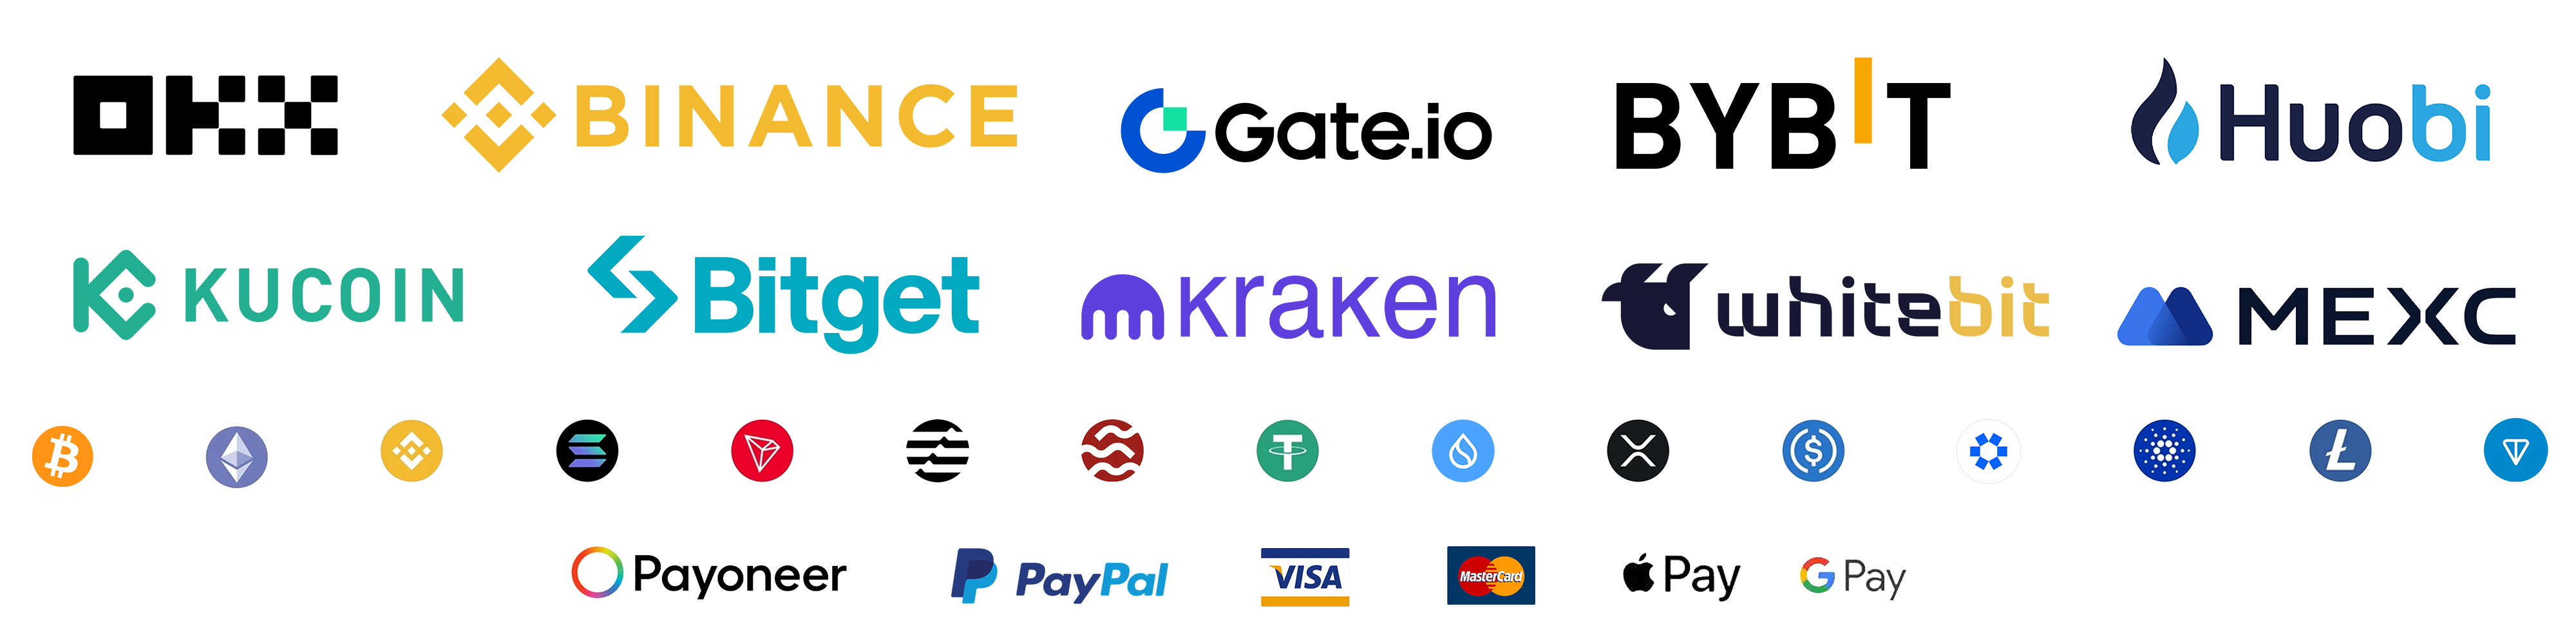 OKX BINANCE Gate.io BYBIT Huobi
KUCOIN Bitget kraken whitebit MEXC
Payoneer PayPal VISA MasterCard Pay G Pay